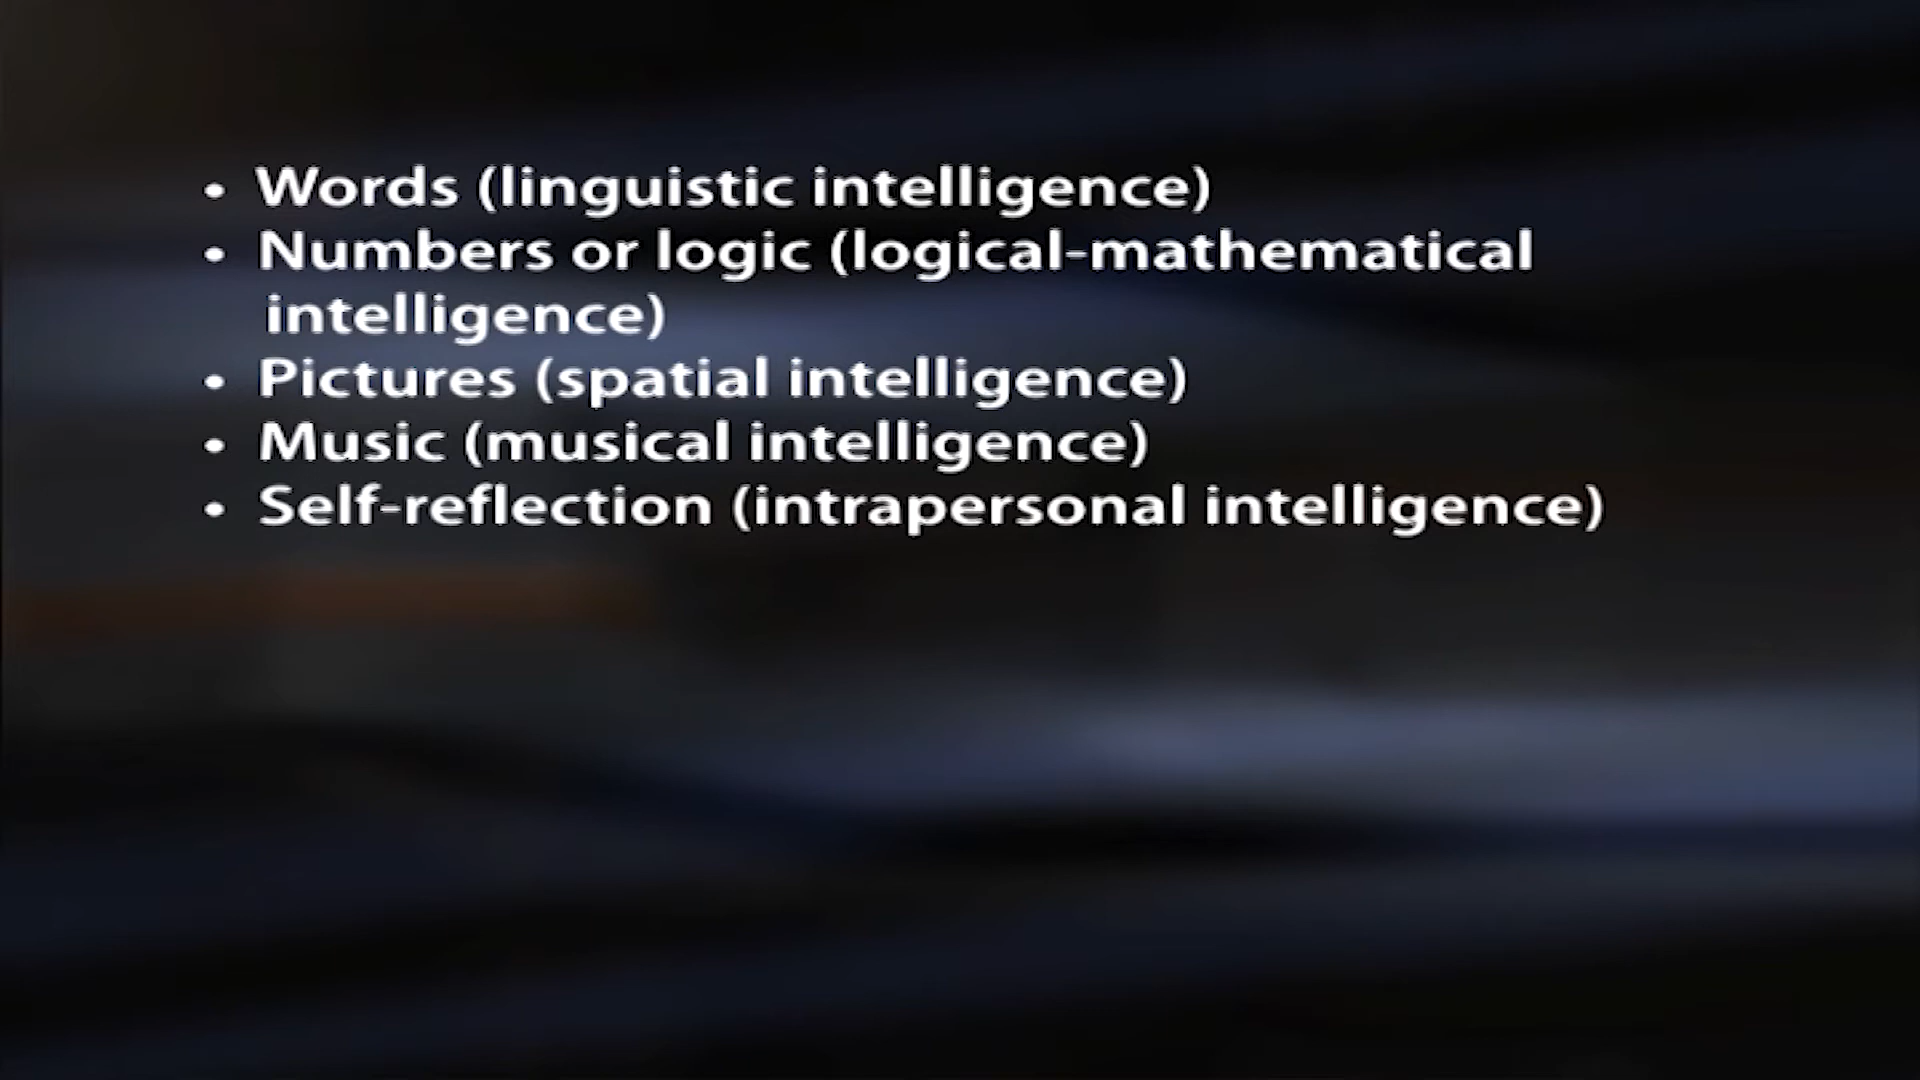 • Words (linguistic intelligence)
• Numbers or logic (logical-mathematical
intelligence)
• Pictures (spatial intelligence)
• Music (musical intelligence)
• Self-reflection (intrapersonal intelligence)